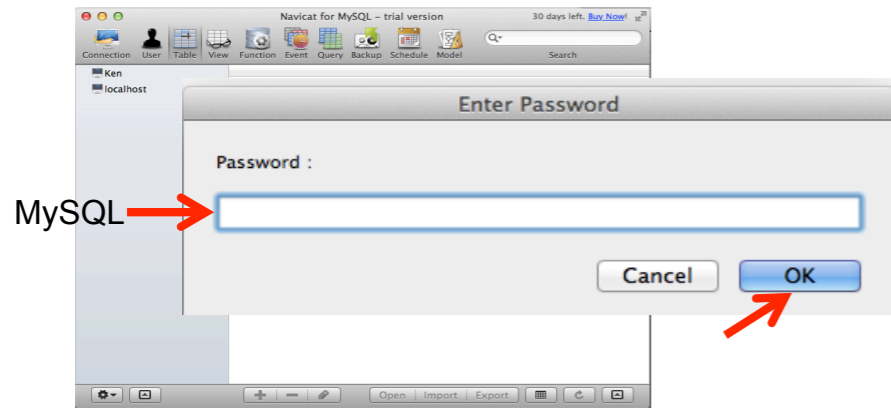 Navicat for MySQL – trial version
30 days left. Buy Now!
Connection User Table View Function Event Query Backup Schedule Model Search
Ken
localhost
Enter Password
Password :
MySQL
Cancel OK
Open Import Export